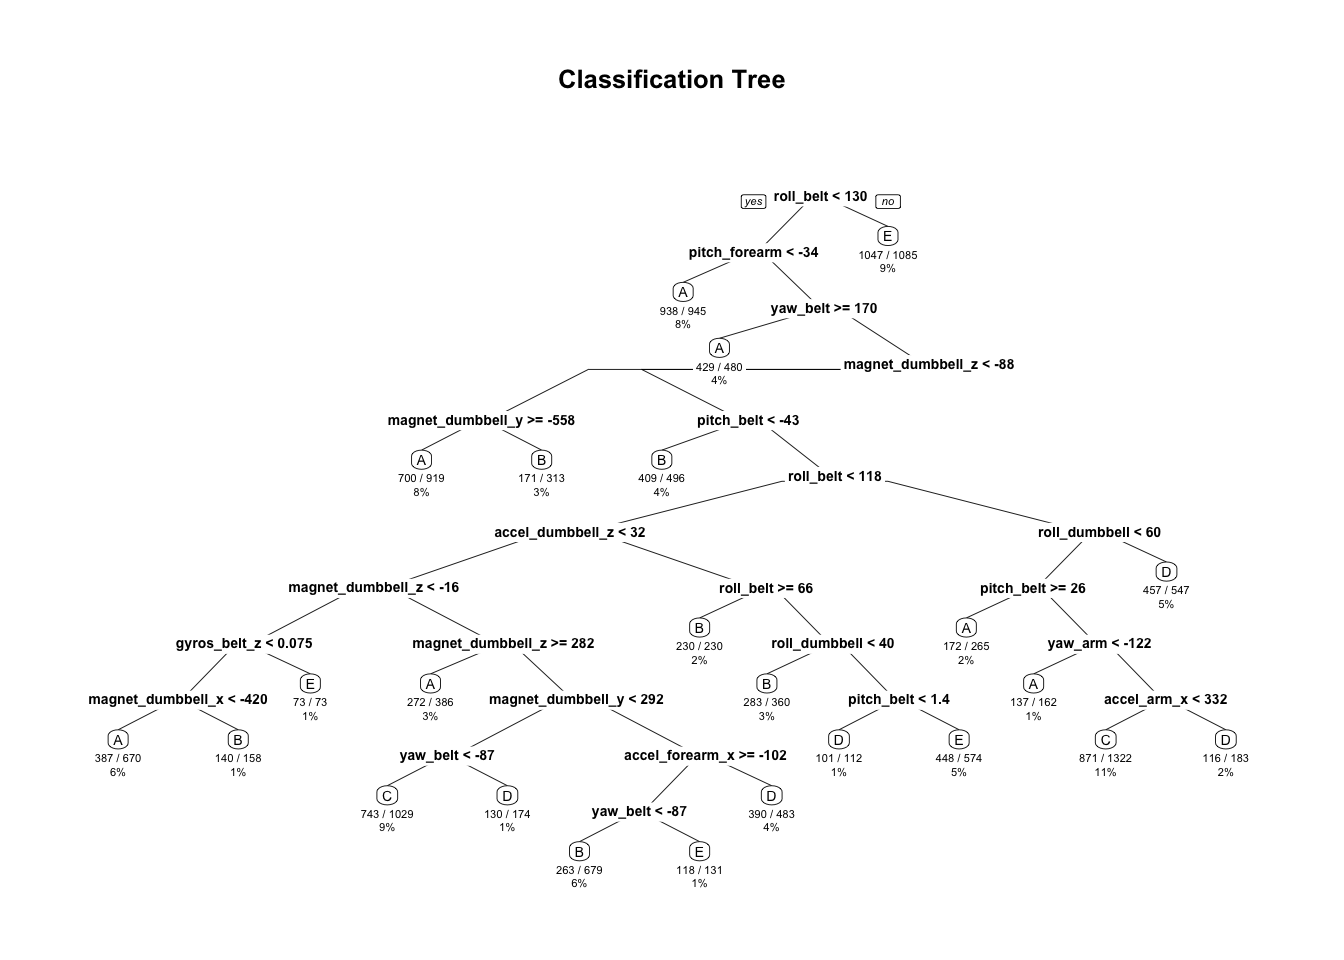 Classification Tree
yes
roll_belt < 130
no
E
1047 / 1085
9%
pitch_forearm < -34
A
938 / 945
8%
yaw_belt >= 170
A
429 / 480
4%
magnet_dumbbell_z < -88
magnet_dumbbell_y >= -558
pitch_belt < -43
A
700 / 919
8%
B
171 / 313
3%
B
409 / 496
4%
roll_belt < 118
accel_dumbbell_z < 32
roll_dumbbell < 60
magnet_dumbbell_z < -16
roll_belt >= 66
pitch_belt >= 26
D
457 / 547
5%
gyros_belt_z < 0.075
magnet_dumbbell_z >= 282
B
230 / 230
2%
roll_dumbbell < 40
A
172 / 265
2%
yaw_arm < -122
magnet_dumbbell_x < -420
E
73 / 73
1%
A
272 / 386
3%
magnet_dumbbell_y < 292
B
283 / 360
3%
pitch_belt < 1.4
A
137 / 162
1%
accel_arm_x < 332
A
387 / 670
6%
B
140 / 158
1%
yaw_belt < -87
accel_forearm_x >= -102
D
101 / 112
1%
E
448 / 574
5%
C
871 / 1322
11%
D
116 / 183
2%
C
743 / 1029
9%
D
130 / 174
1%
yaw_belt < -87
D
390 / 483
4%
B
263 / 679
6%
E
118 / 131
1%